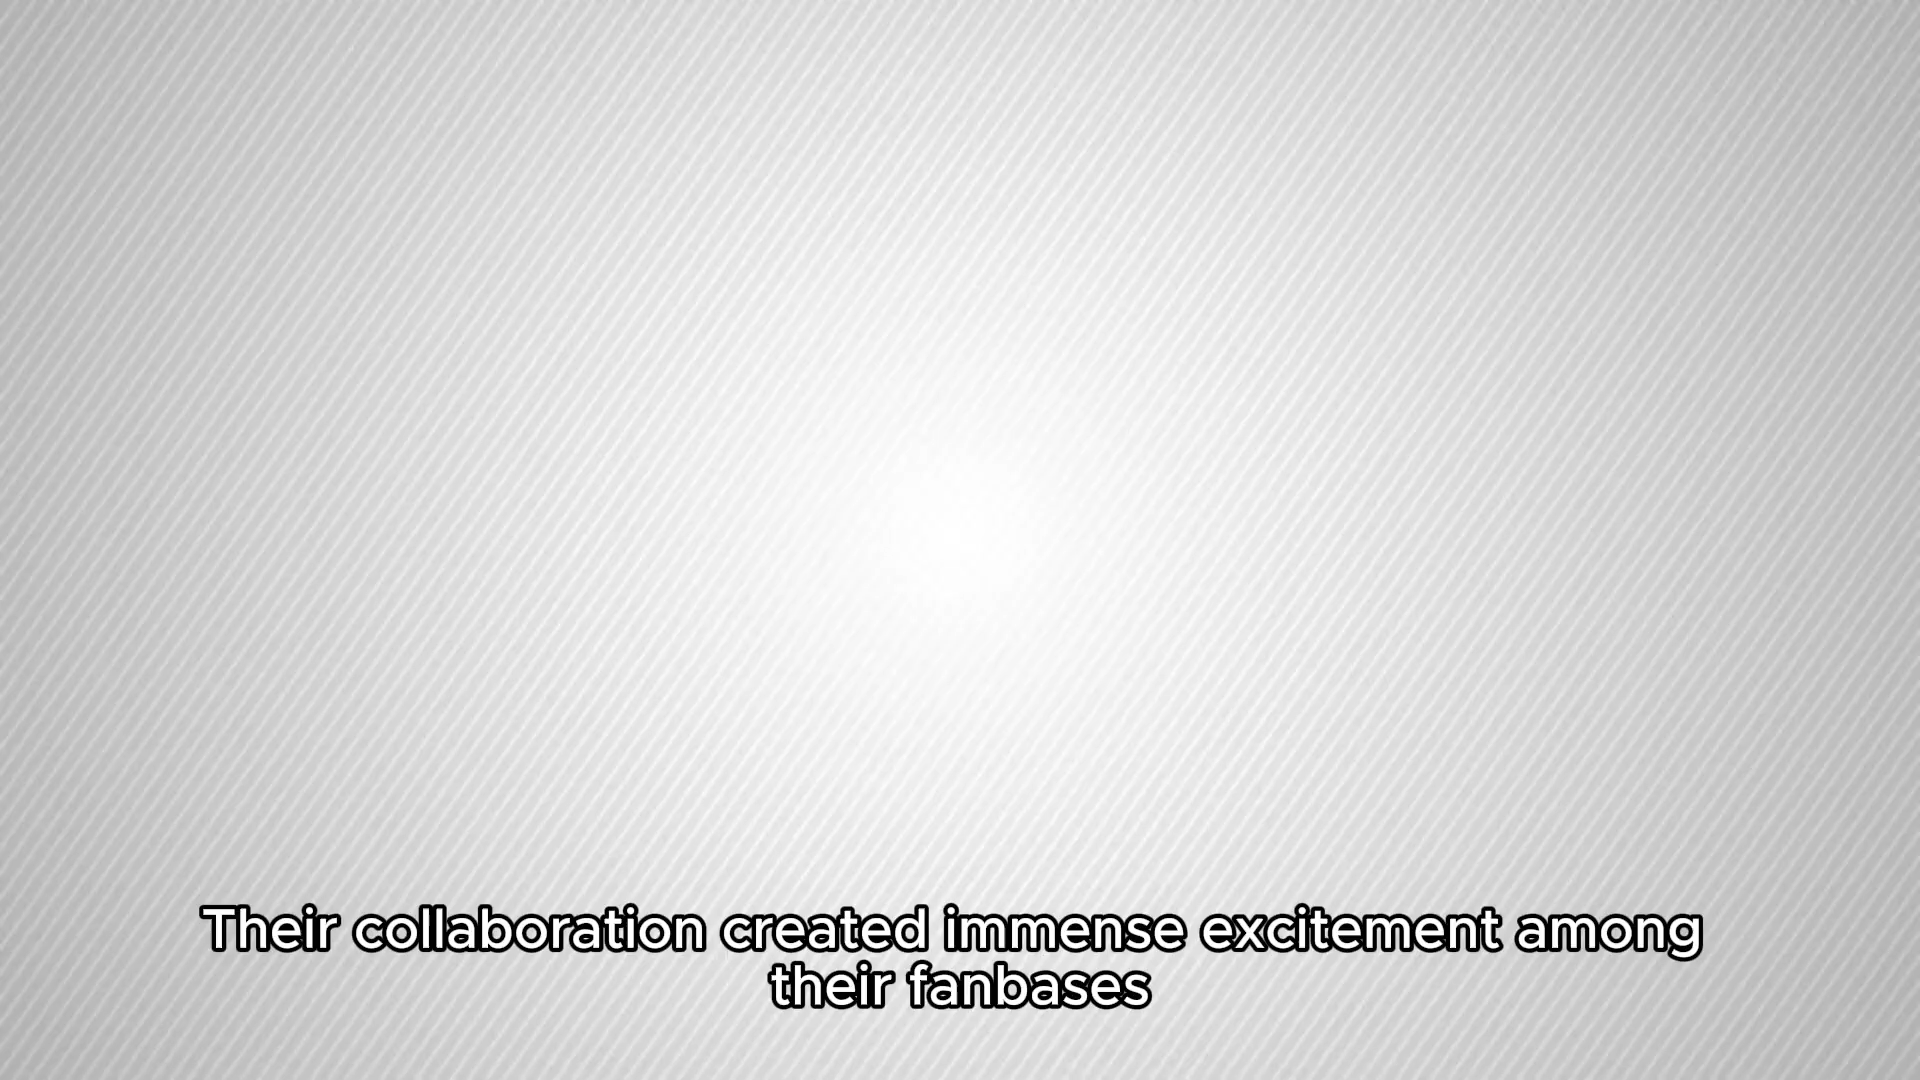 Their collaboration created immense excitement among
their fanbases